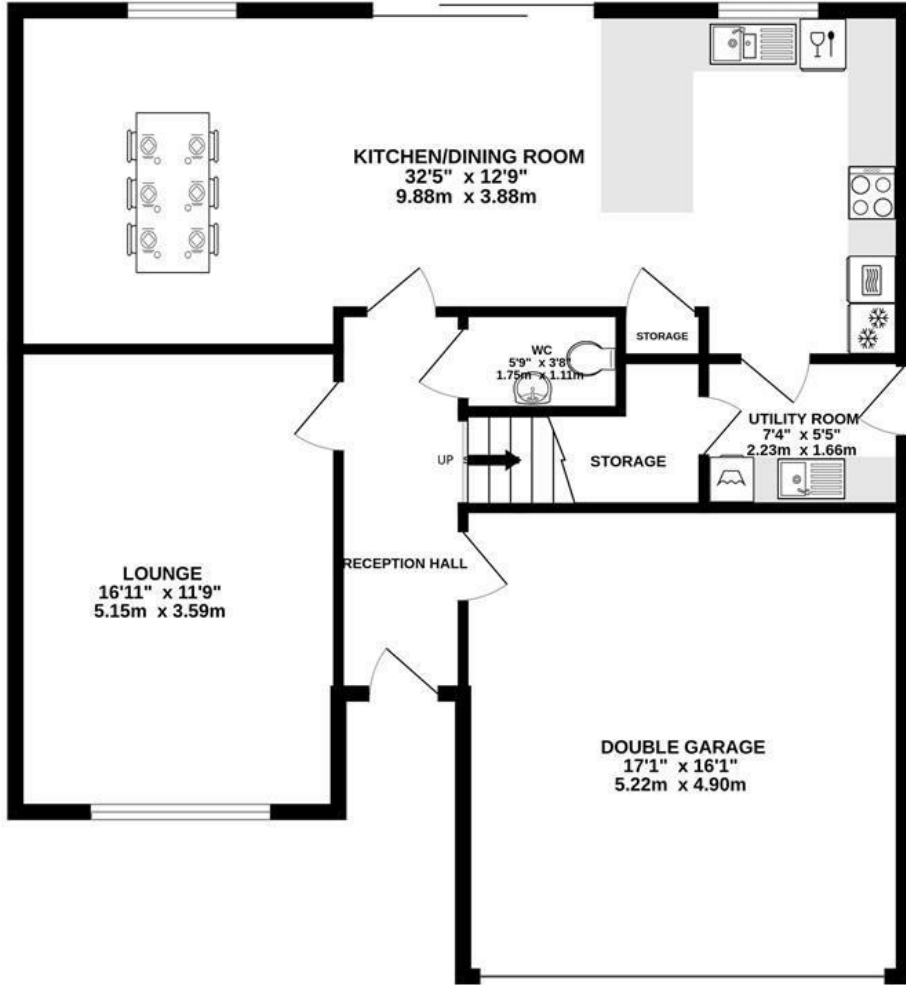 KITCHEN/DINING ROOM
32'5" x 12'9"
9.88m x 3.88m
STORAGE
WC
5'9" x 3'8"
1.75m x 1.11m
UTILITY ROOM
7'4" x 5'5"
2.23m x 1.66m
UP
STORAGE
RECEPTION HALL
LOUNGE
16'11" x 11'9"
5.15m x 3.59m
DOUBLE GARAGE
17'1" x 16'1"
5.22m x 4.90m